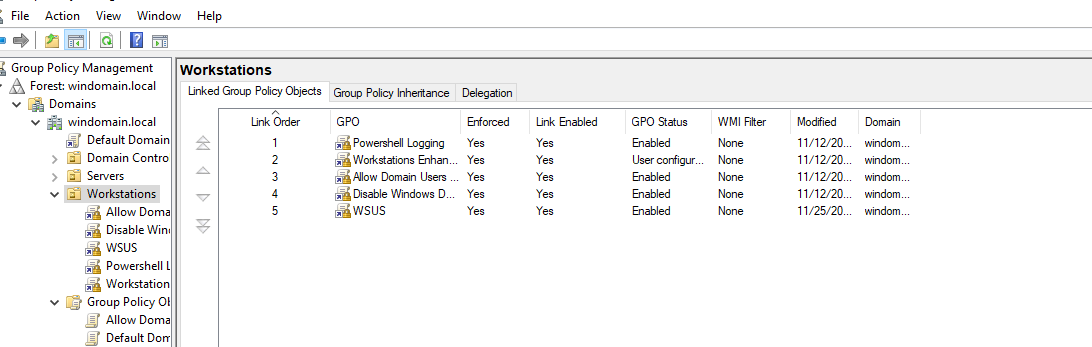 File Action View Window Help
Group Policy Management
Forest: windomain.local
Domains
windomain.local
Default Domain
Domain Contro
Servers
Workstations
Allow Doma
Disable Win
WSUS
Powershell L
Workstation
Group Policy Ob
Allow Doma
Default Dom
Workstations
Linked Group Policy Objects Group Policy Inheritance Delegation
Link Order GPO Enforced Link Enabled GPO Status WMI Filter Modified Domain
1 Powershell Logging Yes Yes Enabled None 11/12/20... windom...
2 Workstations Enhan... Yes Yes User configur... None 11/12/20... windom...
3 Allow Domain Users ... Yes Yes Enabled None 11/12/20... windom...
4 Disable Windows D... Yes Yes Enabled None 11/12/20... windom...
5 WSUS Yes Yes Enabled None 11/25/20... windom...